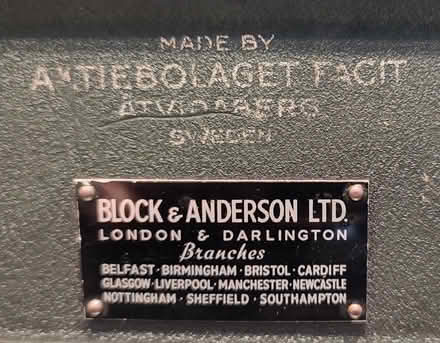 MADE BY
AKTIEBOLAGET FACIT
ATVIDABERG
SWEDEN
BLOCK & ANDERSON LTD.
LONDON & DARLINGTON
Branches
BELFAST · BIRMINGHAM · BRISTOL · CARDIFF
GLASGOW · LIVERPOOL · MANCHESTER · NEWCASTLE
NOTTINGHAM · SHEFFIELD · SOUTHAMPTON